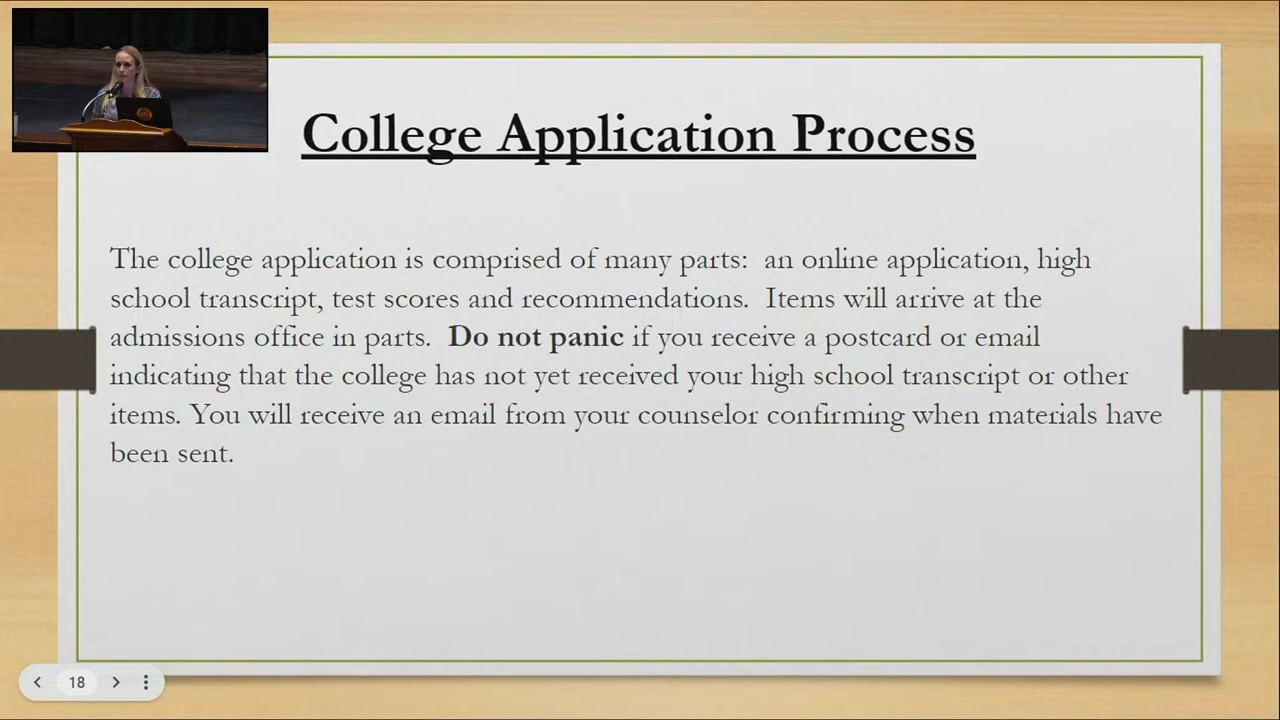 College Application Process
The college application is comprised of many parts:  an online application, high
school transcript, test scores and recommendations.  Items will arrive at the
admissions office in parts.  Do not panic if you receive a postcard or email
indicating that the college has not yet received your high school transcript or other
items. You will receive an email from your counselor confirming when materials have
been sent.
18